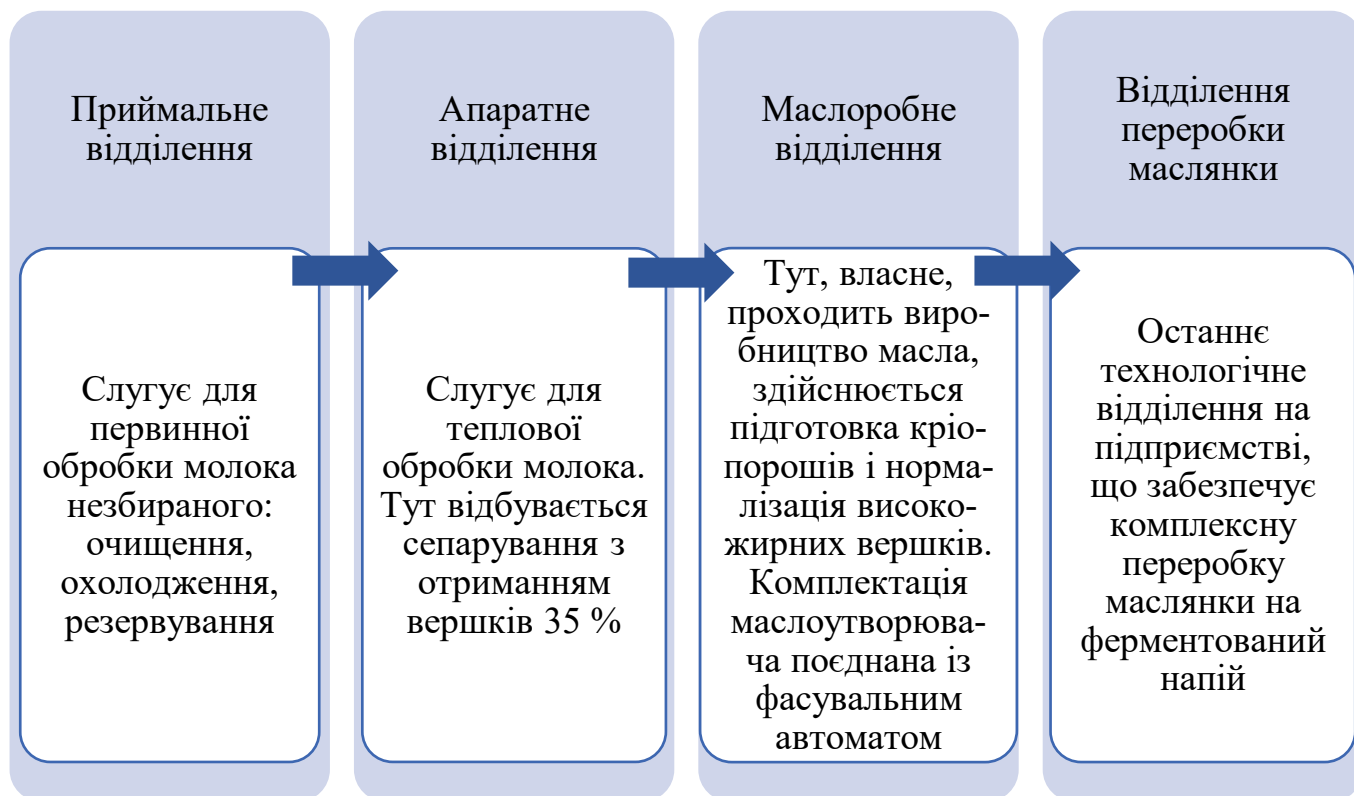 Приймальне
відділення
Слугує для
первинної
обробки молока
незбираного:
очищення,
охолодження,
резервування
Апаратне
відділення
Слугує для
теплової
обробки молока.
Тут відбувається
сепарування з
отриманням
вершків 35 %
Маслоробне
відділення
Тут, власне,
проходить виро-
бництво масла,
здійснюється
підготовка кріо-
порошів і норма-
лізація високо-
жирних вершків.
Комплектація
маслоутворюва-
ча поєднана із
фасувальним
автоматом
Відділення
переробки
маслянки
Останнє
технологічне
відділення на
підприємстві,
що забезпечує
комплексну
переробку
маслянки на
ферментований
напій